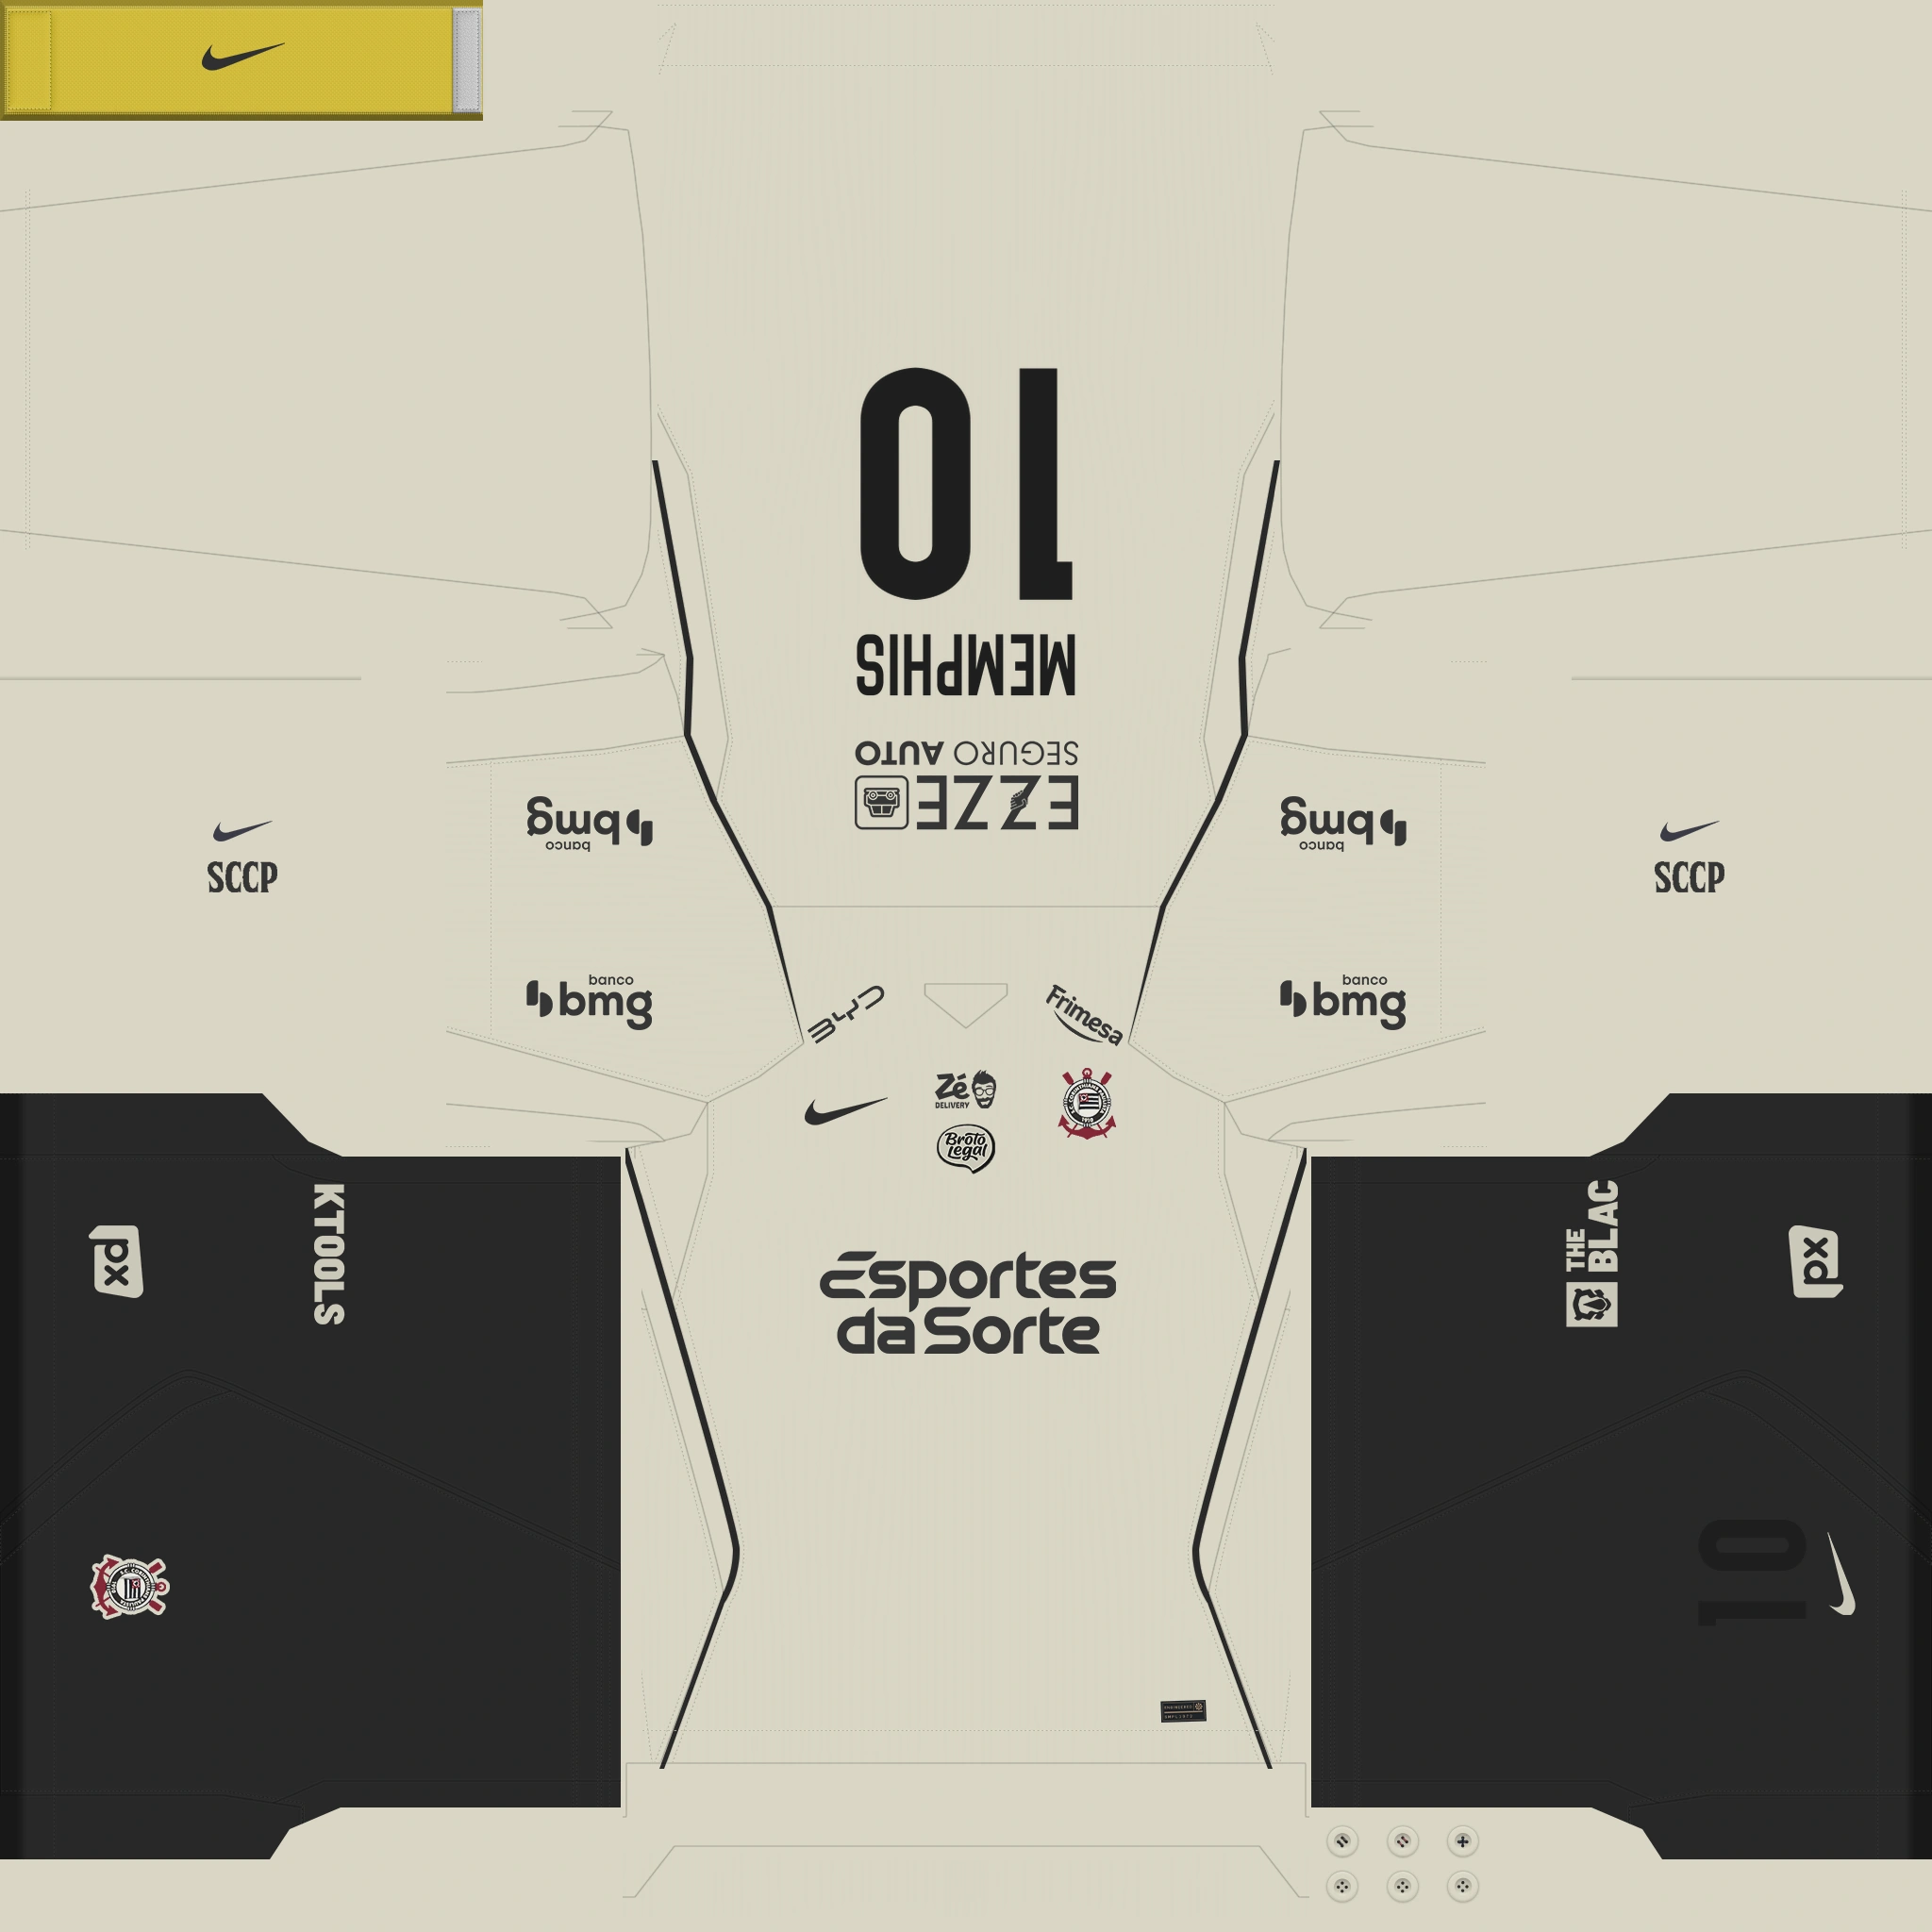 10
MEMPHIS
SEGURO AUTO
EZZE
banco
bmg
banco
bmg
SCCP
SCCP
banco
bmg
banco
bmg
BYD
Frimesa
Zé
DELIVERY
Broto
Legal
KTOOLS
px
THE
BLAC
px
Esportes
da Sorte
10